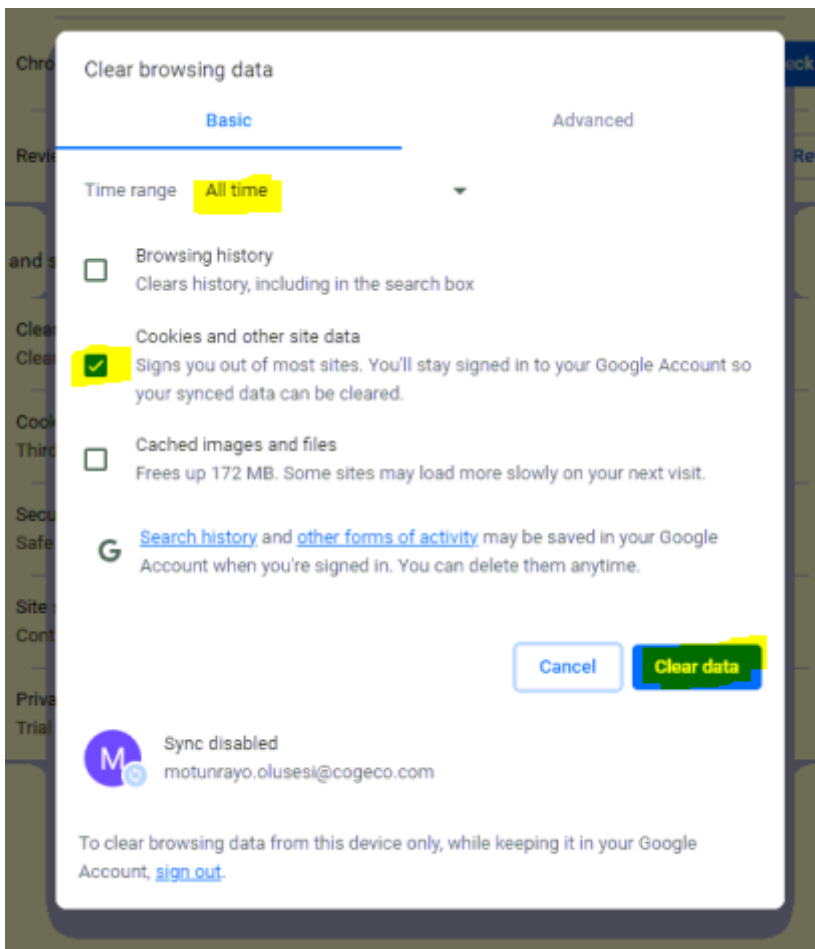 Clear browsing data
Basic
Advanced
Time range All time
Browsing history
Clears history, including in the search box
Cookies and other site data
Signs you out of most sites. You'll stay signed in to your Google Account so
your synced data can be cleared.
Cached images and files
Frees up 172 MB. Some sites may load more slowly on your next visit.
G
Search history and other forms of activity may be saved in your Google
Account when you're signed in. You can delete them anytime.
Cancel
Clear data
M
Sync disabled
motunrayo.olusesi@cogeco.com
To clear browsing data from this device only, while keeping it in your Google
Account, sign out.